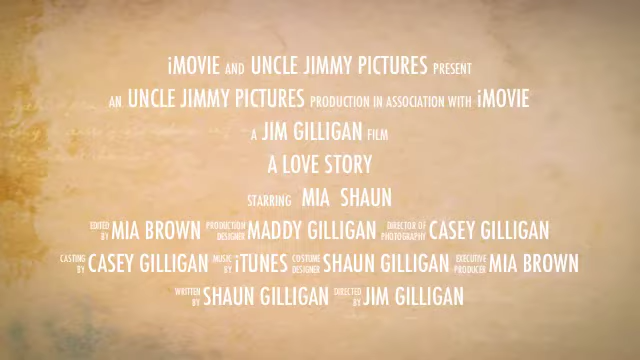 iMOVIE AND UNCLE JIMMY PICTURES PRESENT
AN UNCLE JIMMY PICTURES PRODUCTION IN ASSOCIATION WITH iMOVIE
A JIM GILLIGAN FILM
A LOVE STORY
STARRING MIA SHAUN
EDITED BY MIA BROWN PRODUCTION DESIGNER MADDY GILLIGAN DIRECTOR OF PHOTOGRAPHY CASEY GILLIGAN
CASTING BY CASEY GILLIGAN MUSIC BY iTUNES COSTUME DESIGNER SHAUN GILLIGAN EXECUTIVE PRODUCER MIA BROWN
WRITTEN BY SHAUN GILLIGAN DIRECTED BY JIM GILLIGAN